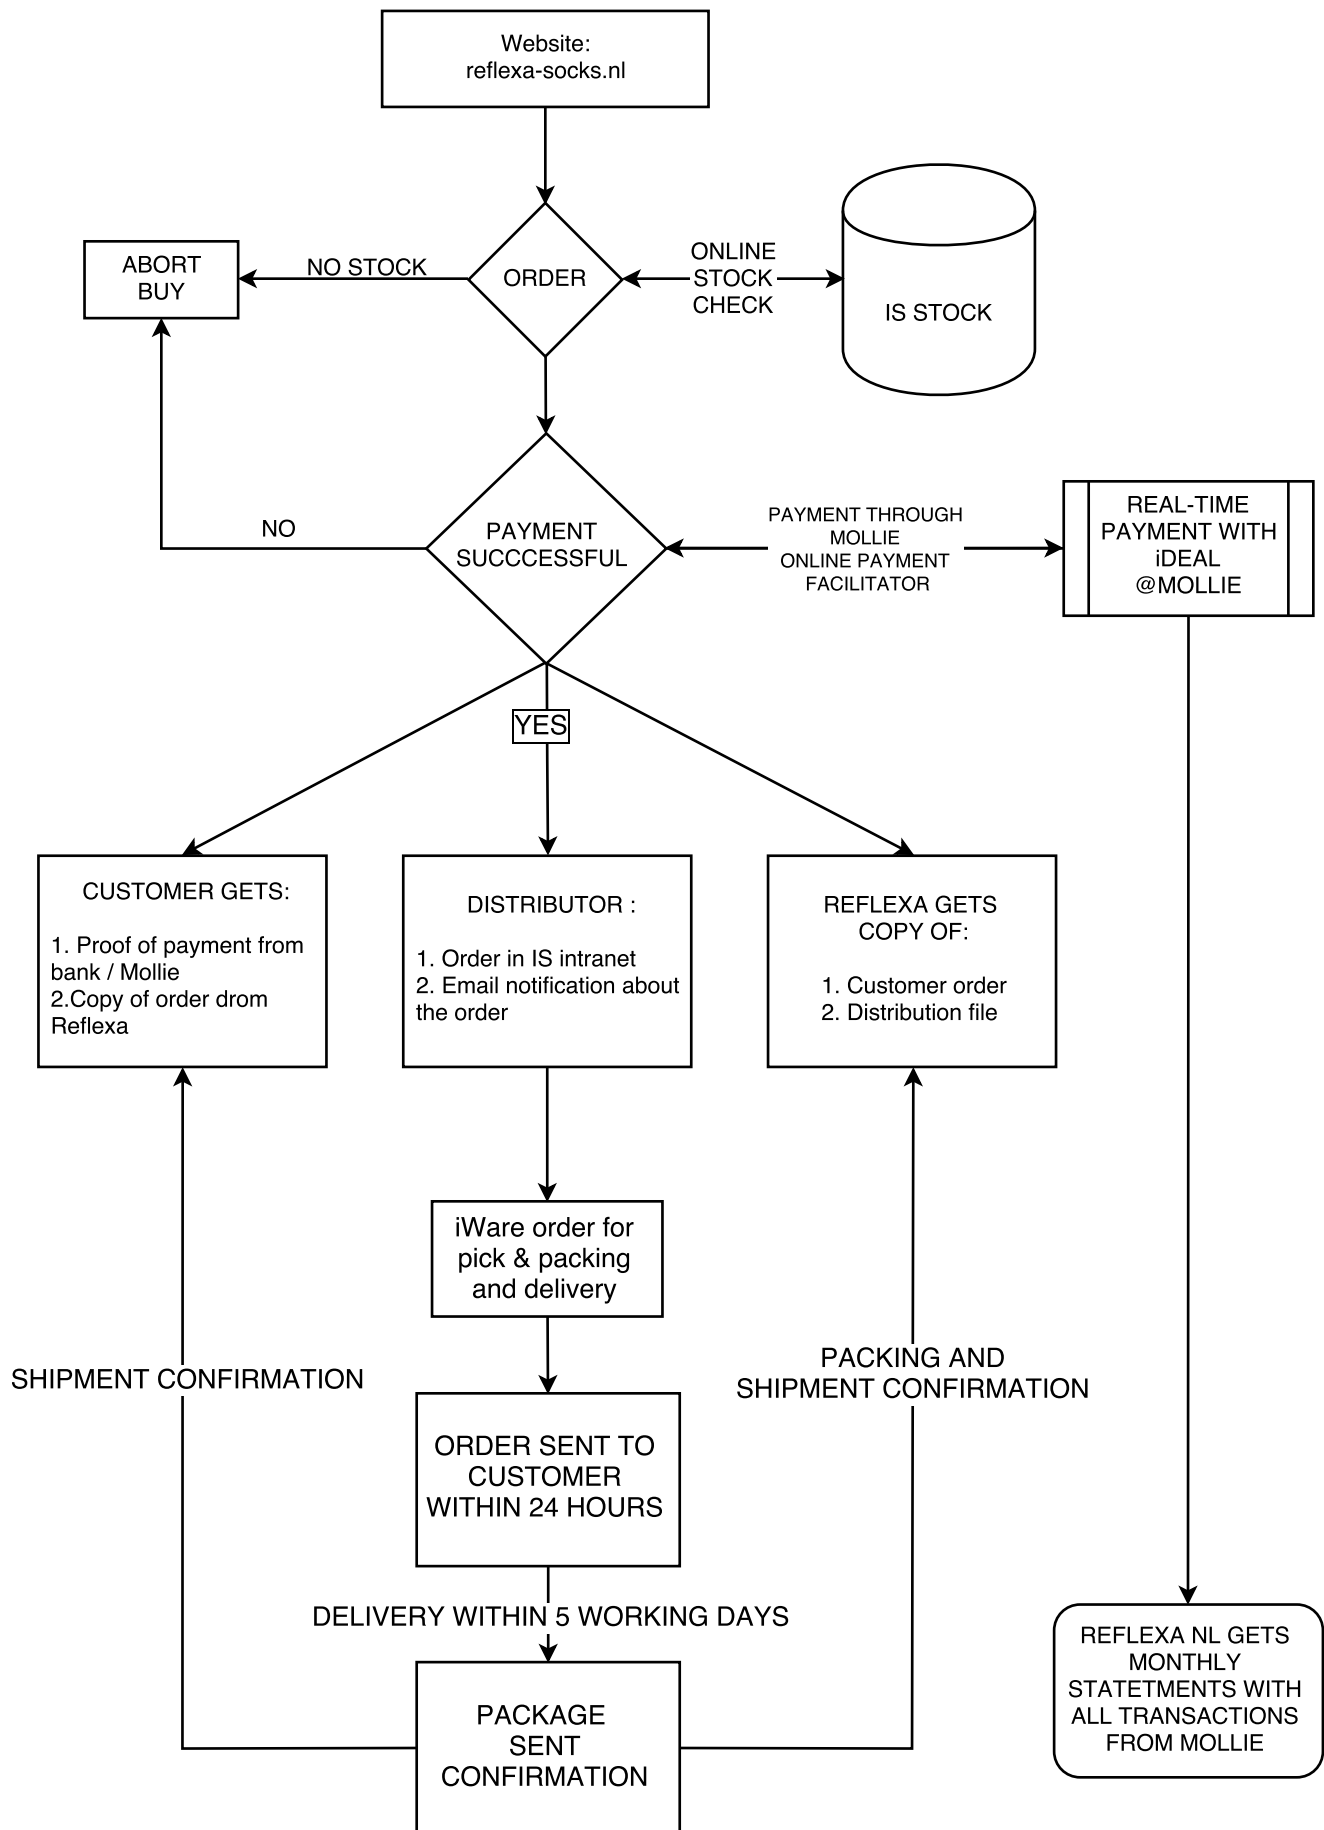 Website:
reflexa-socks.nl
ABORT
BUY
NO STOCK
ORDER
ONLINE
STOCK
CHECK
IS STOCK
NO
PAYMENT
SUCCCESSFUL
PAYMENT THROUGH
MOLLIE
ONLINE PAYMENT
FACILITATOR
REAL-TIME
PAYMENT WITH
iDEAL
@MOLLIE
YES
CUSTOMER GETS:
1. Proof of payment from
bank / Mollie
2.Copy of order drom
Reflexa
DISTRIBUTOR :
1. Order in IS intranet
2. Email notification about
the order
REFLEXA GETS
COPY OF:
1. Customer order
2. Distribution file
iWare order for
pick & packing
and delivery
SHIPMENT CONFIRMATION
PACKING AND
SHIPMENT CONFIRMATION
ORDER SENT TO
CUSTOMER
WITHIN 24 HOURS
DELIVERY WITHIN 5 WORKING DAYS
PACKAGE
SENT
CONFIRMATION
REFLEXA NL GETS
MONTHLY
STATETMENTS WITH
ALL TRANSACTIONS
FROM MOLLIE